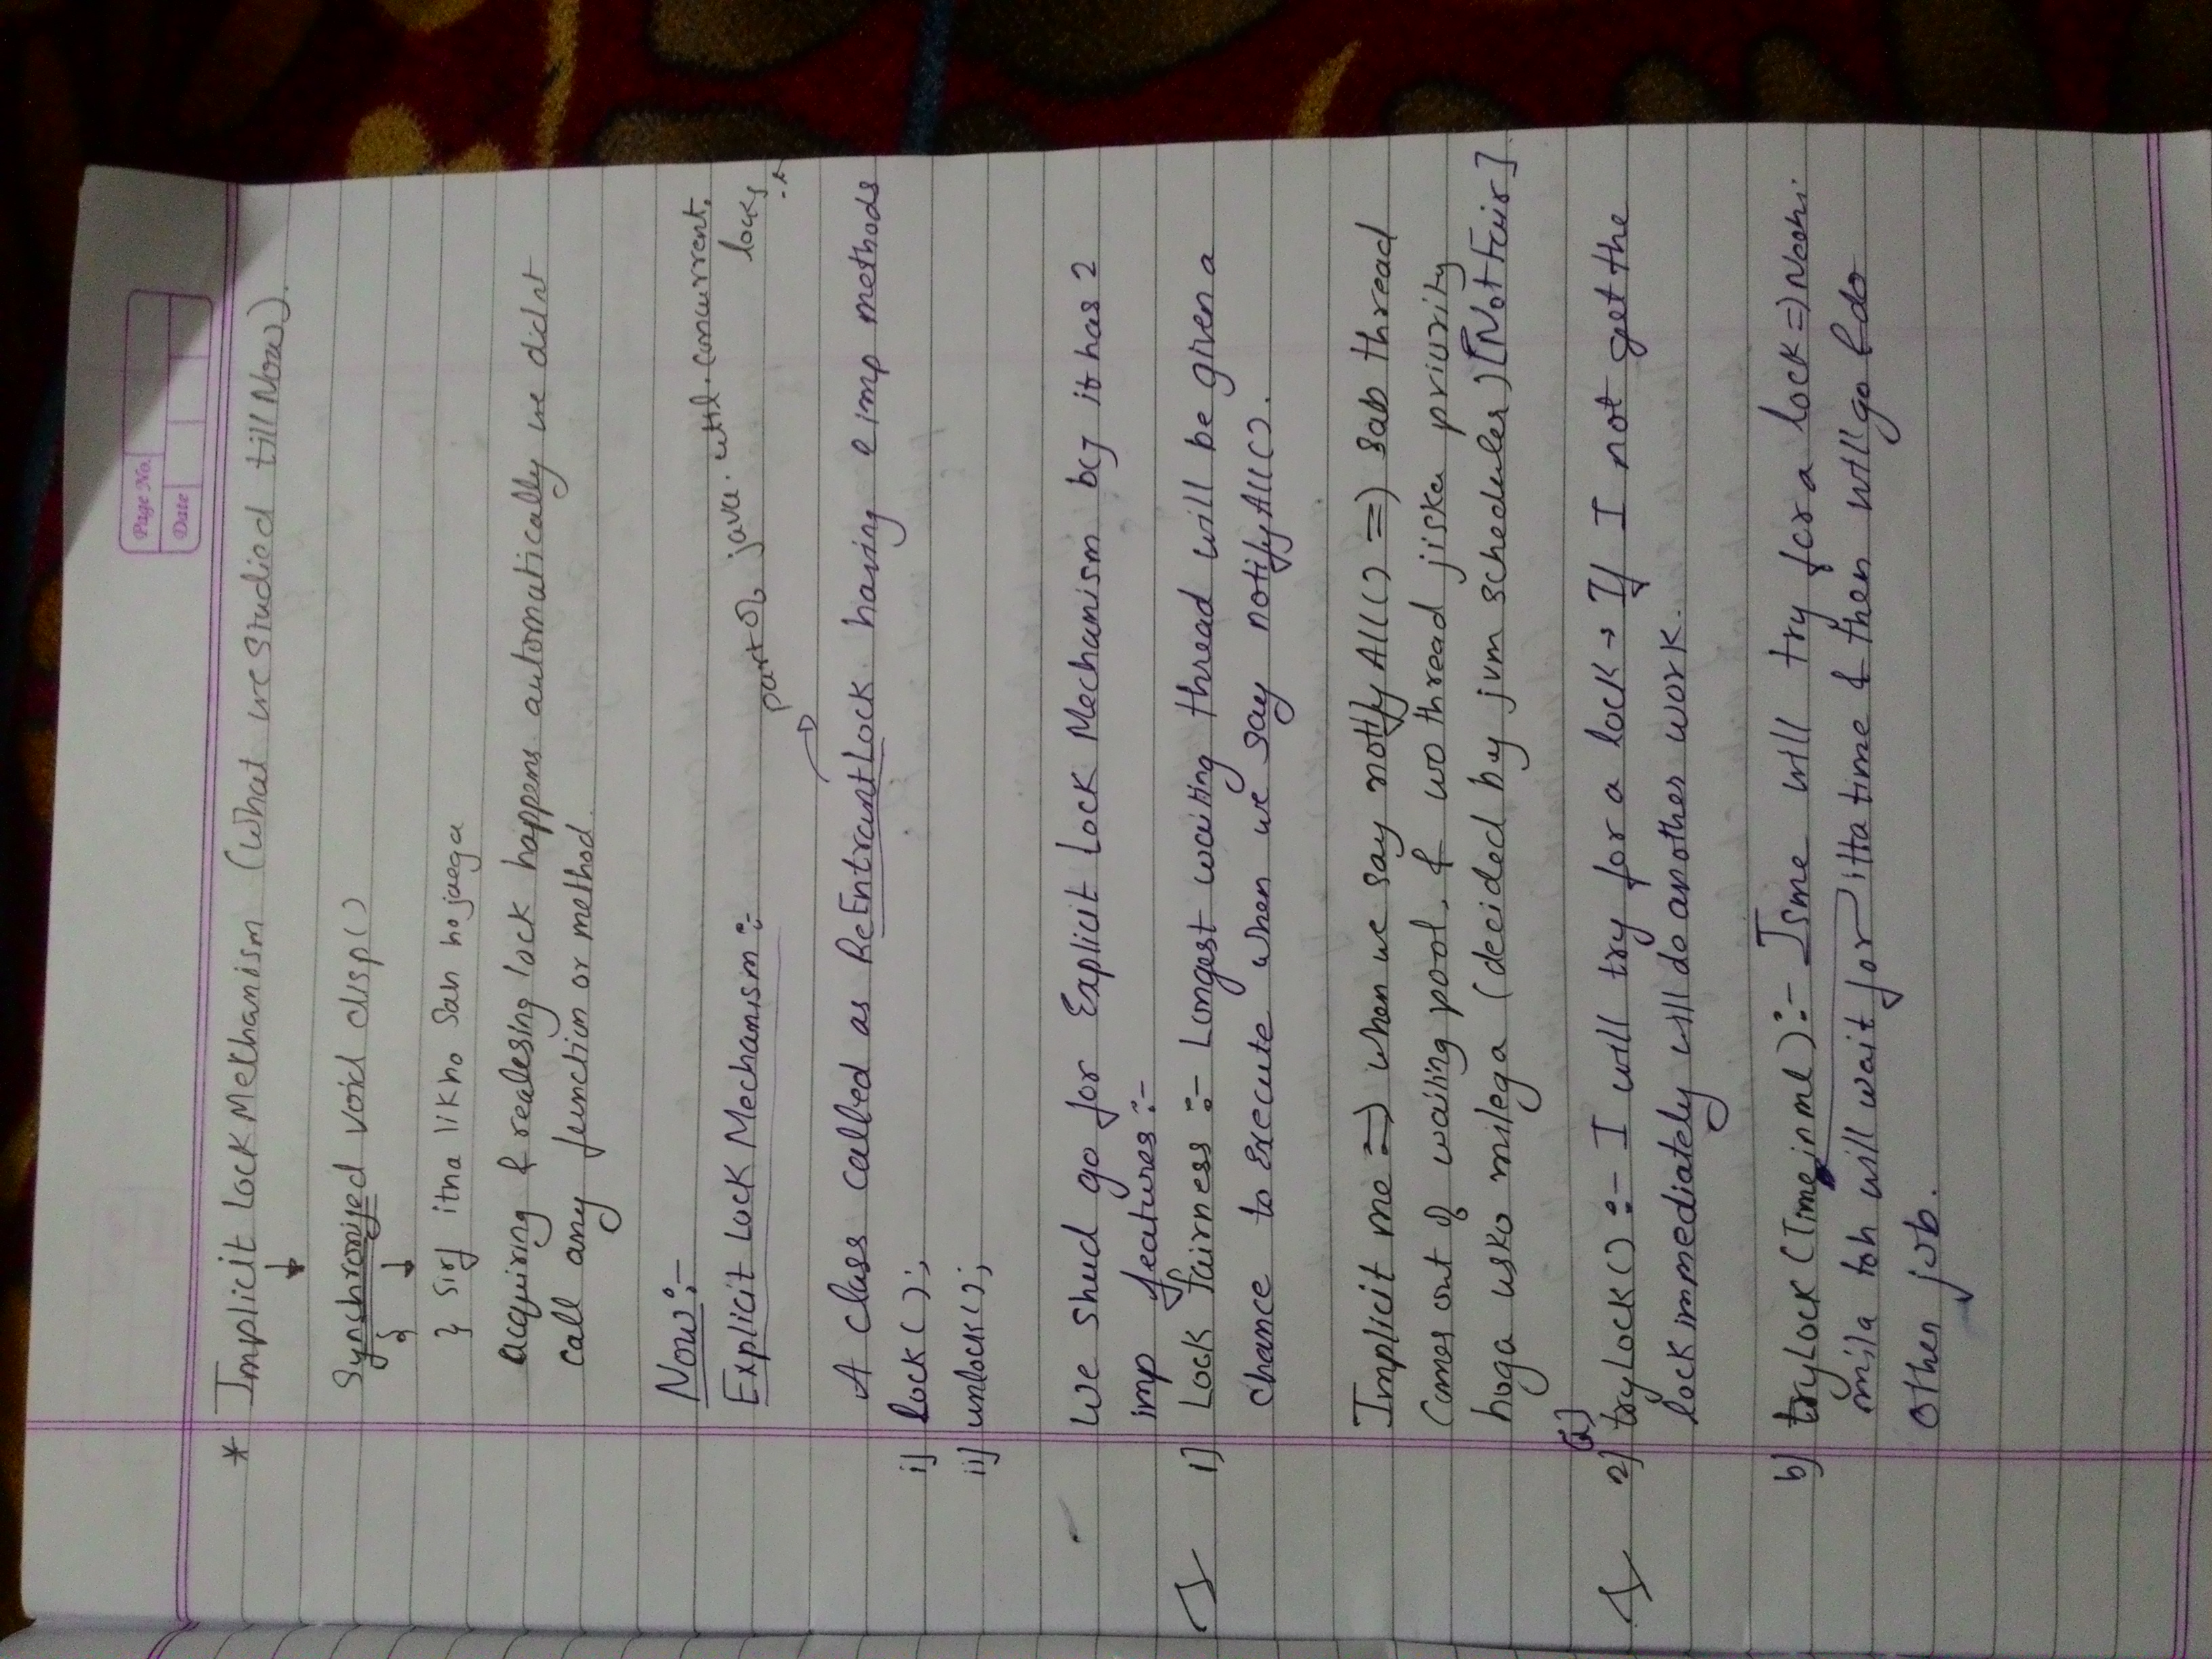 Page No.
Date
* Implicit Lock Mekhanism (What we studied till Now).
↓
Synchronized void disp()
{ ↓
} Sirf itna likho Sab hojaega
acquiring & realesing lock happens automatically we didnt
call any function or method.
Now:-
Explicit Lock Mechanism:-
part of java.util.concurrent.
locks
A class called as ReEntrantLock having 2 imp methods
i] lock();
ii] unlock();
We shud go for Explicit Lock Mechanism bcz it has 2
imp features:-
1] Lock fairness :- Longest waiting thread will be given a
chance to Execute when we say notifyAll().
Implicit me => when we say notifyAll() => sab thread
Comes out of waiting pool. & wo thread jiska priority
hoga usko milega (decided by jvm scheduler) [Not Fair]
a]
2] tryLock() :- I will try for a lock → If I not get the
lock immediately will do another work.
b] tryLock (Time in ml) :- Isme will try for a lock => Neehi
mila toh will wait for itta time & then will go & do
other job.